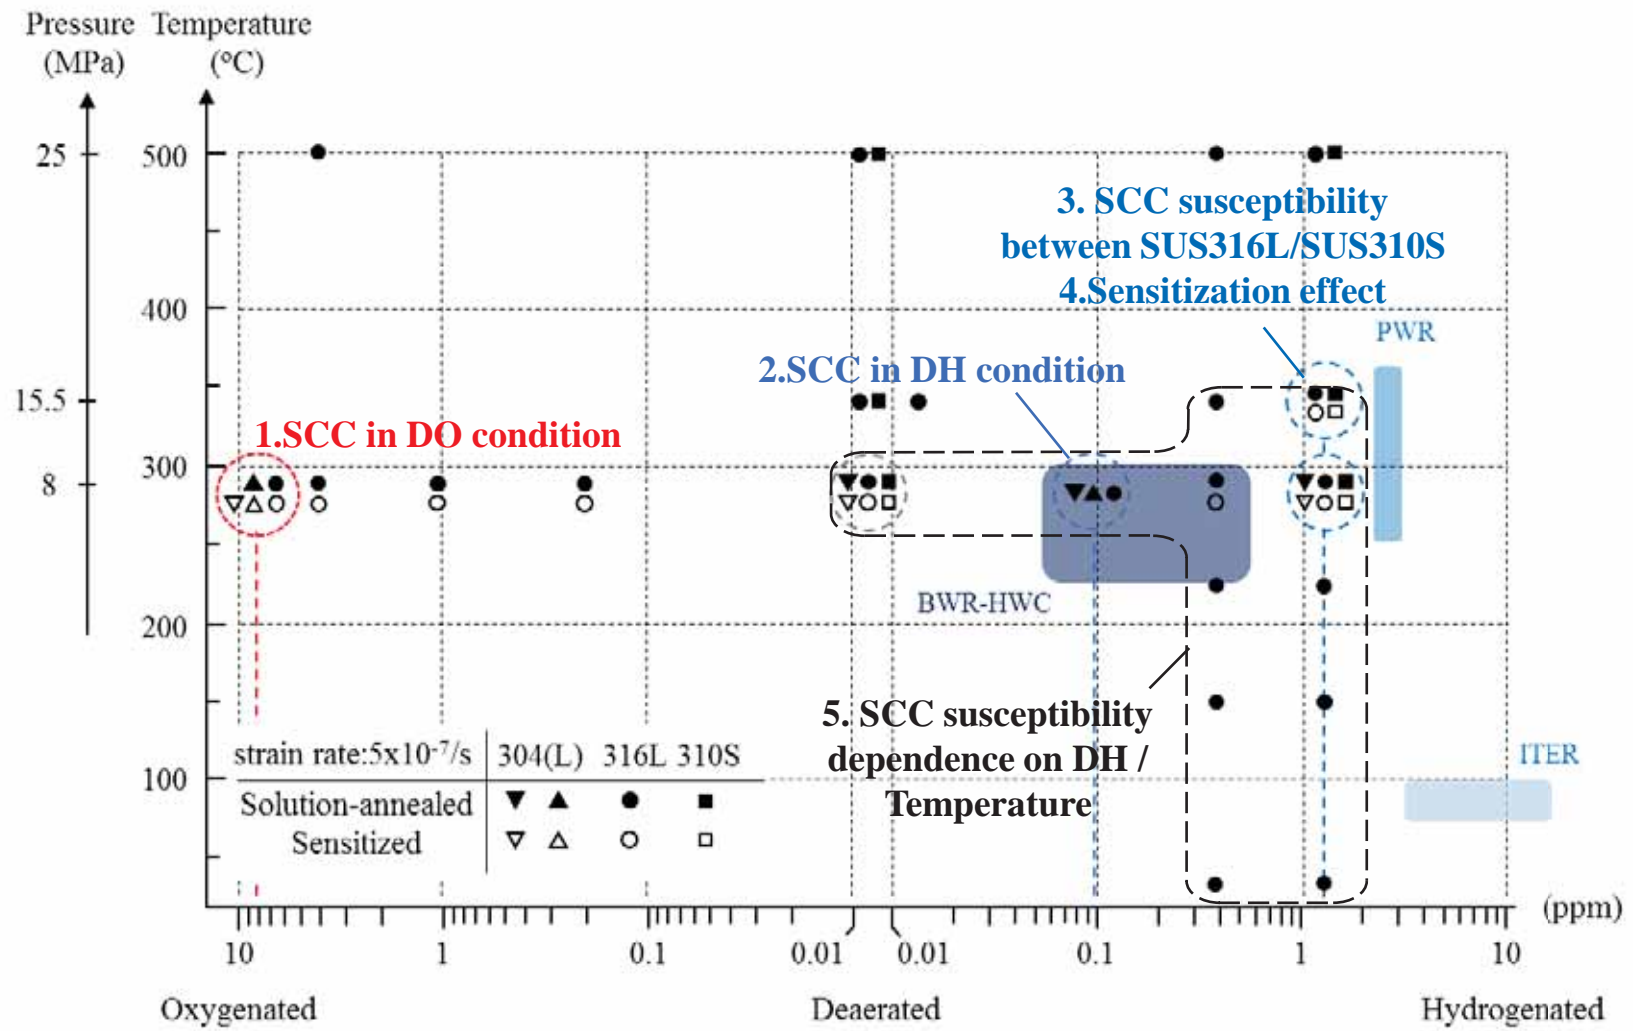 Pressure Temperature
(MPa) (°C)
25 500
3. SCC susceptibility
between SUS316L/SUS310S
4.Sensitization effect
400
PWR
2.SCC in DH condition
15.5
1.SCC in DO condition
300
8
BWR-HWC
200
5. SCC susceptibility
dependence on DH /
Temperature
strain rate:5x10-7/s 304(L) 316L 310S
ITER
100
Solution-annealed
Sensitized
(ppm)
10 1 0.1 0.01 0.01 0.1 1 10
Oxygenated Deaerated Hydrogenated